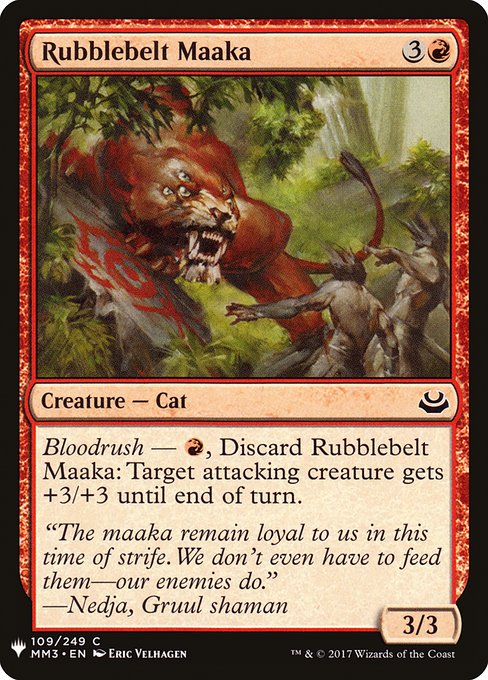 Rubblebelt Maaka 3
Creature — Cat
Bloodrush — , Discard Rubblebelt
Maaka: Target attacking creature gets
+3/+3 until end of turn.
"The maaka remain loyal to us in this
time of strife. We don't even have to feed
them—our enemies do."
—Nedja, Gruul shaman
3/3
109/249 C
MM3 • EN Eric Velhagen
™ & © 2017 Wizards of the Coast